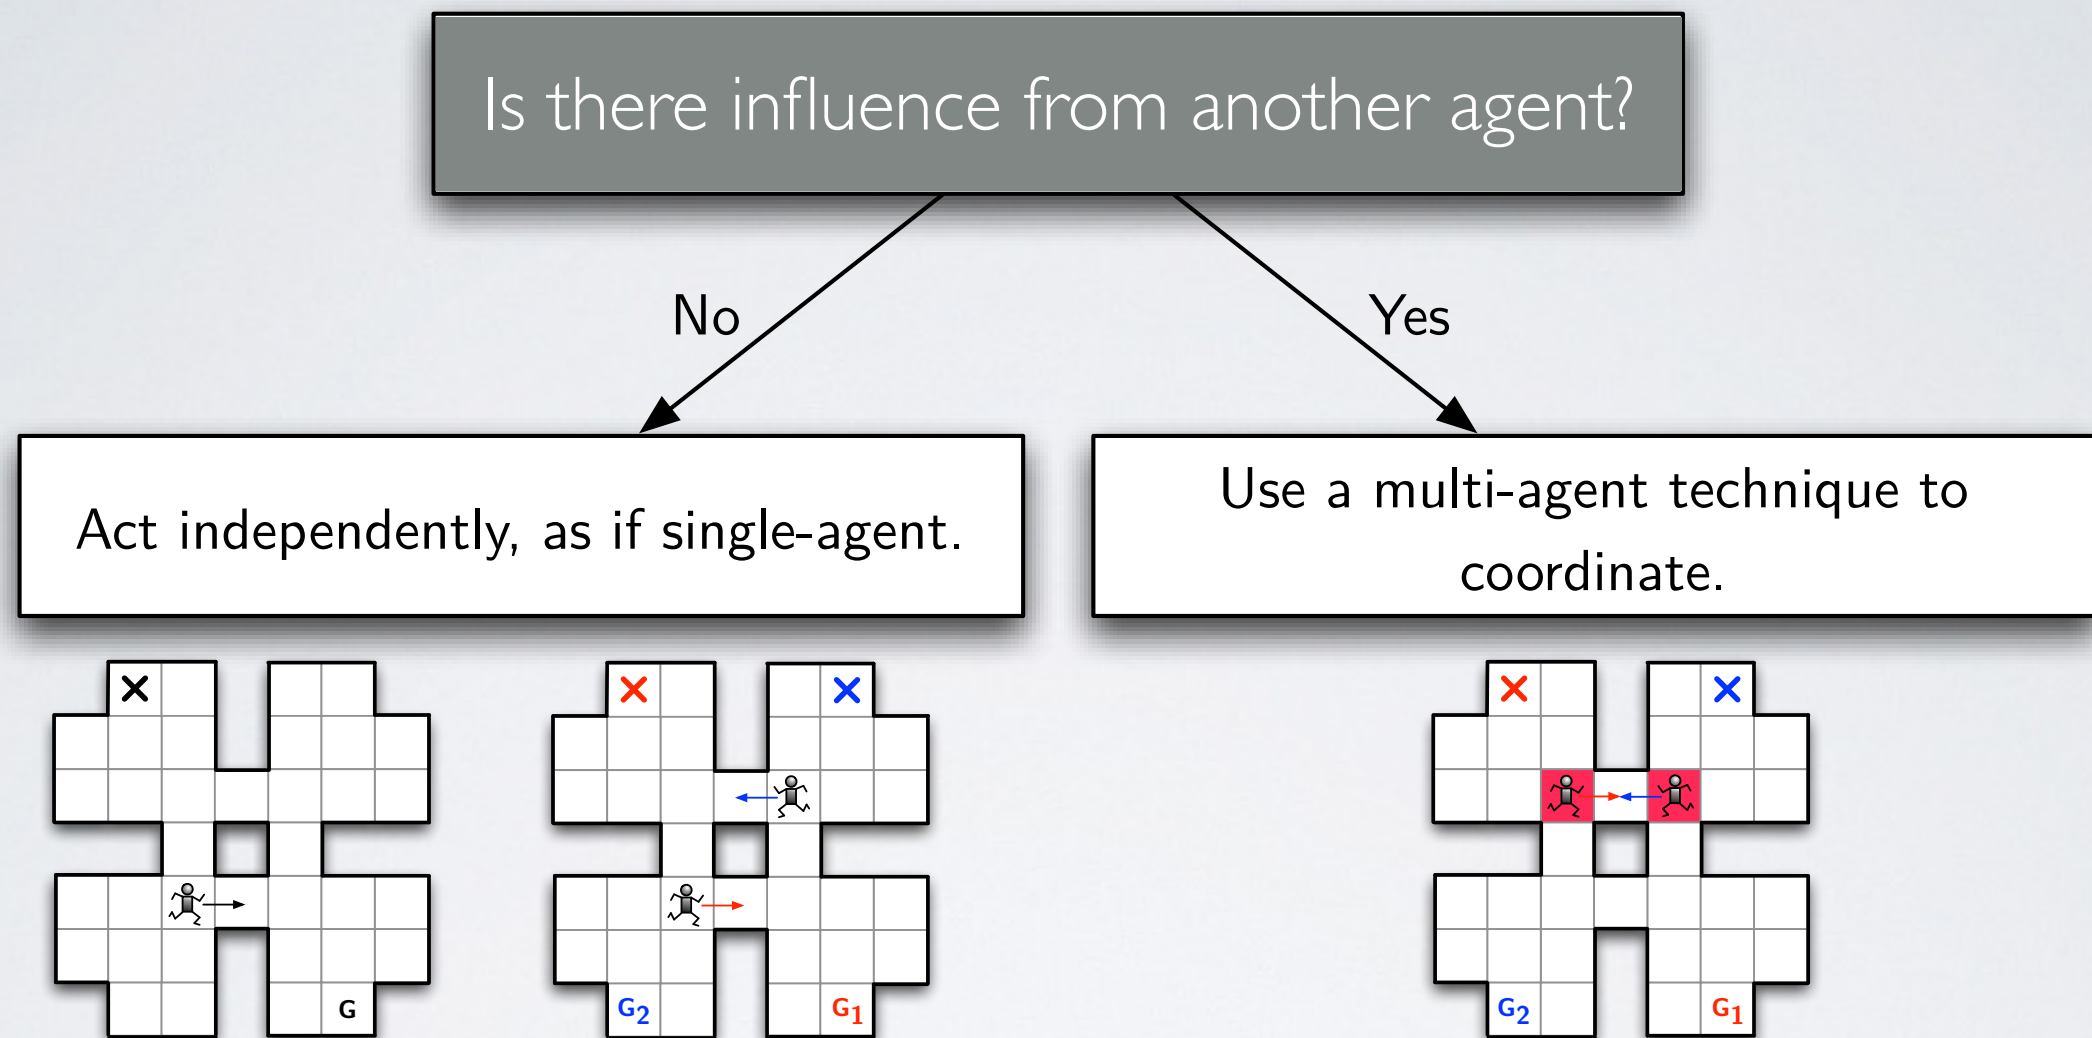 Is there influence from another agent?
No
Yes
Act independently, as if single-agent.
Use a multi-agent technique to
coordinate.
G
G2
G1
G2
G1